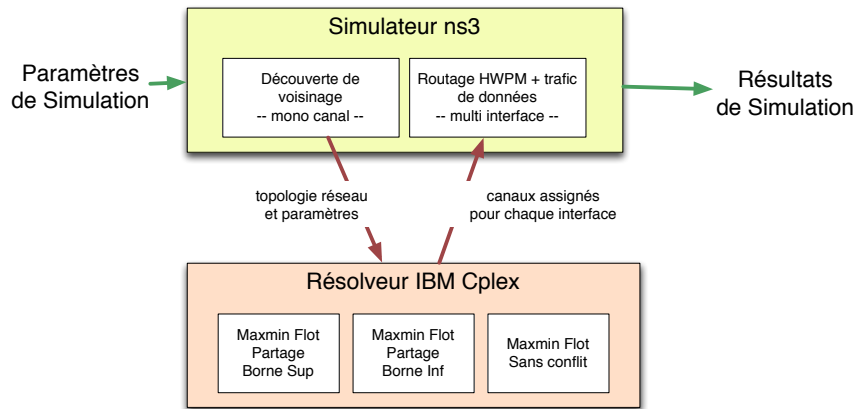 Simulateur ns3
Paramètres
de Simulation
Découverte de
voisinage
-- mono canal --
Routage HWPM + trafic
de données
-- multi interface --
Résultats
de Simulation
topologie réseau
et paramètres
canaux assignés
pour chaque interface
Résolveur IBM Cplex
Maxmin Flot
Partage
Borne Sup
Maxmin Flot
Partage
Borne Inf
Maxmin Flot
Sans conflit